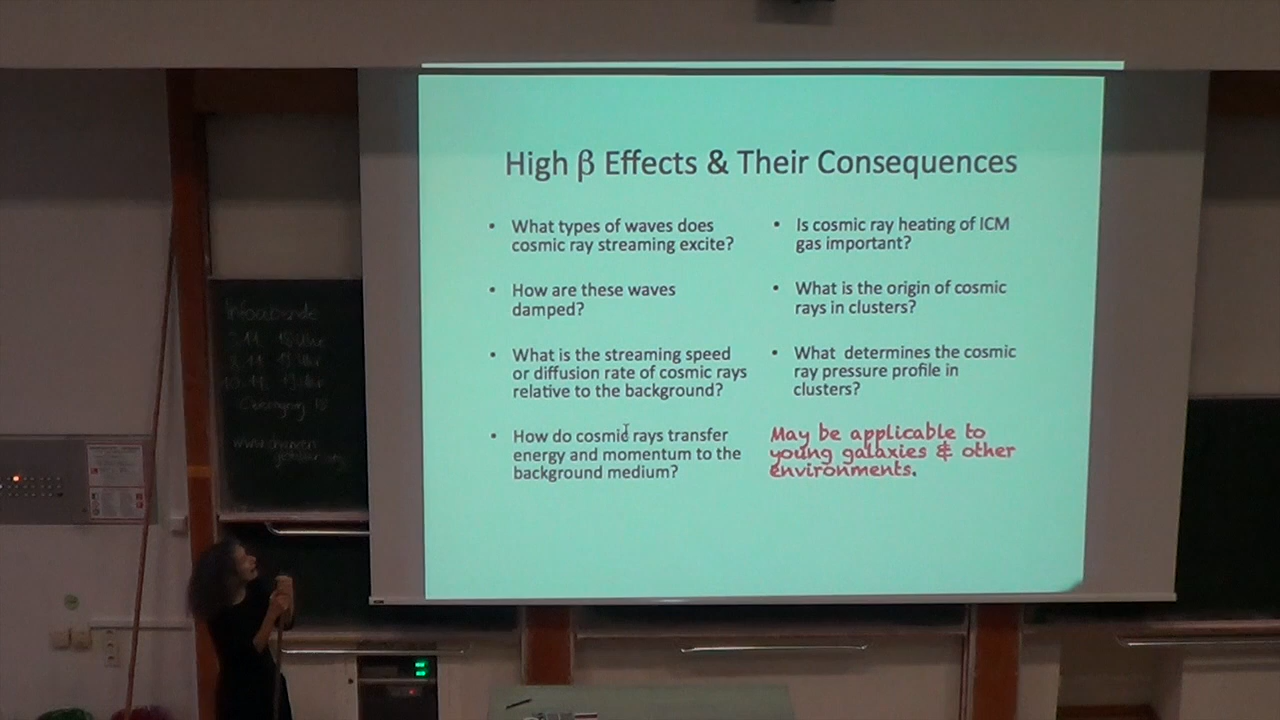 High β Effects & Their Consequences
• What types of waves does
cosmic ray streaming excite?
• How are these waves
damped?
• What is the streaming speed
or diffusion rate of cosmic rays
relative to the background?
• How do cosmic rays transfer
energy and momentum to the
background medium?
• Is cosmic ray heating of ICM
gas important?
• What is the origin of cosmic
rays in clusters?
• What determines the cosmic
ray pressure profile in
clusters?
May be applicable to
young galaxies & other
environments.
Infoabende